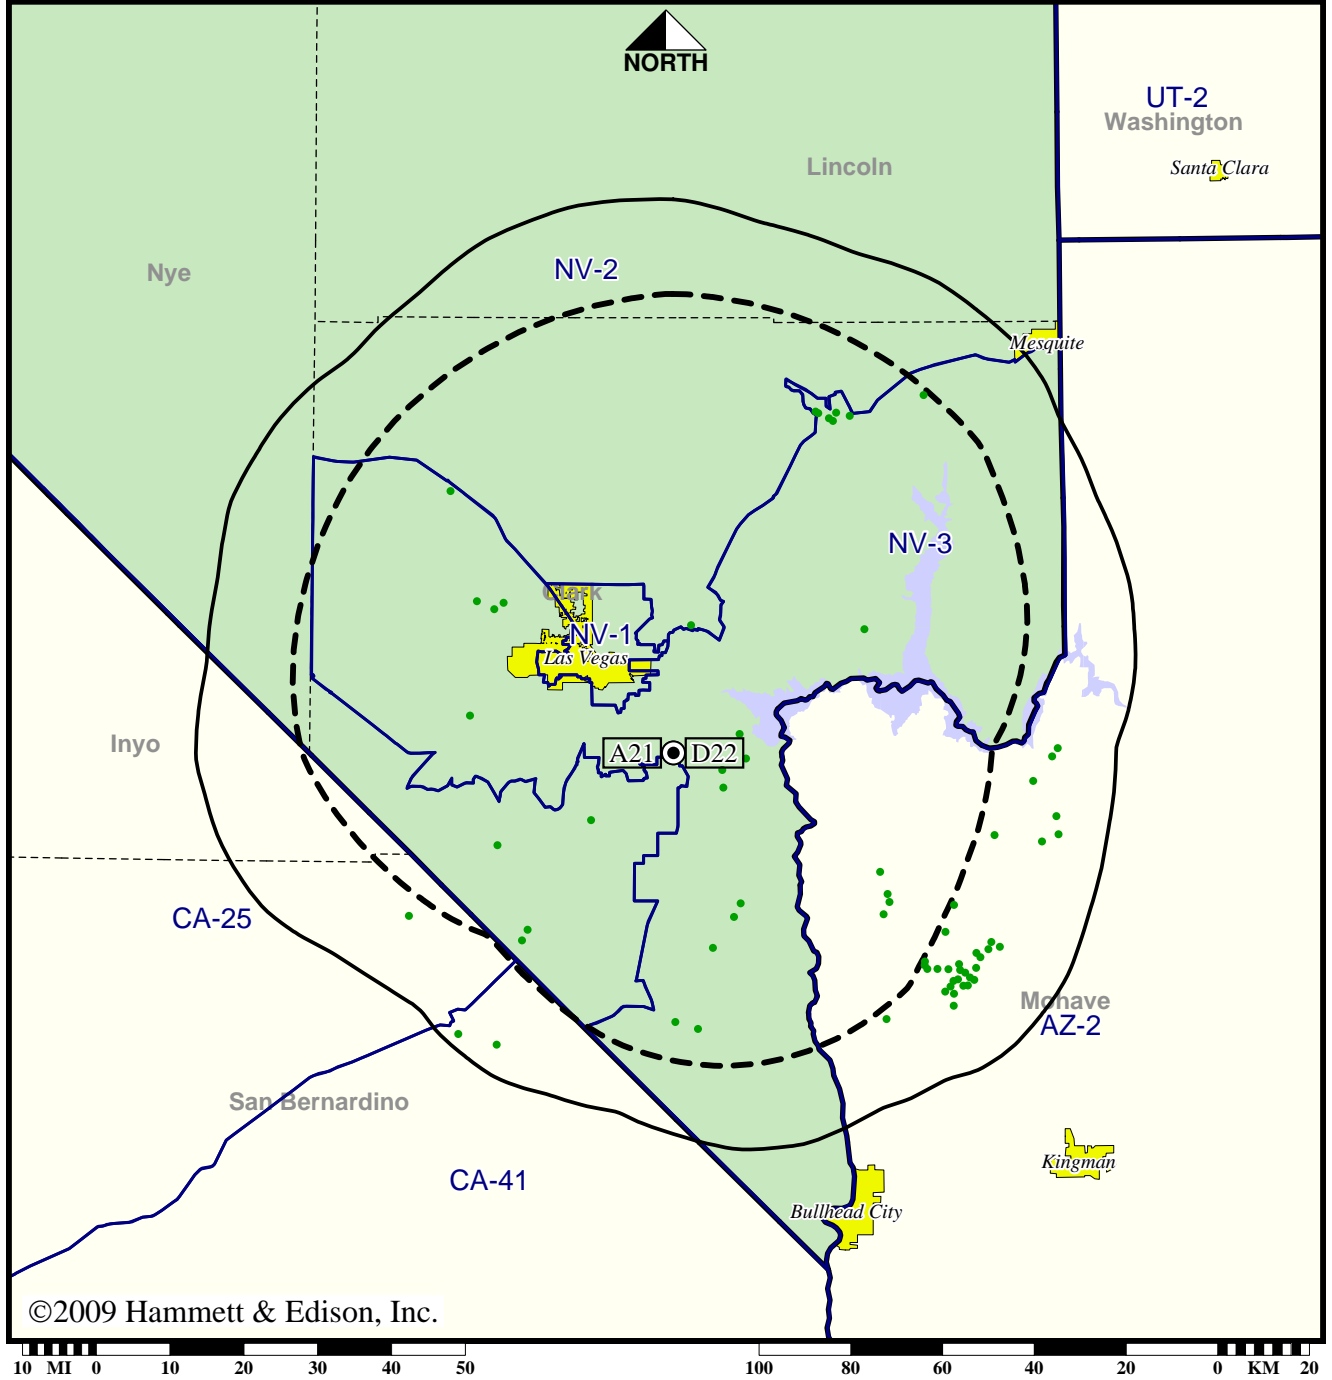 NORTH
UT-2
Washington
Santa Clara
Lincoln
Nye
NV-2
Mesquite
NV-3
Clark
NV-1
Las Vegas
Inyo
A21 D22
CA-25
Mohave
AZ-2
San Bernardino
CA-41
Kingman
Bullhead City
©2009 Hammett & Edison, Inc.
10 MI 0 10 20 30 40 50 100 80 60 40 20 0 KM 20